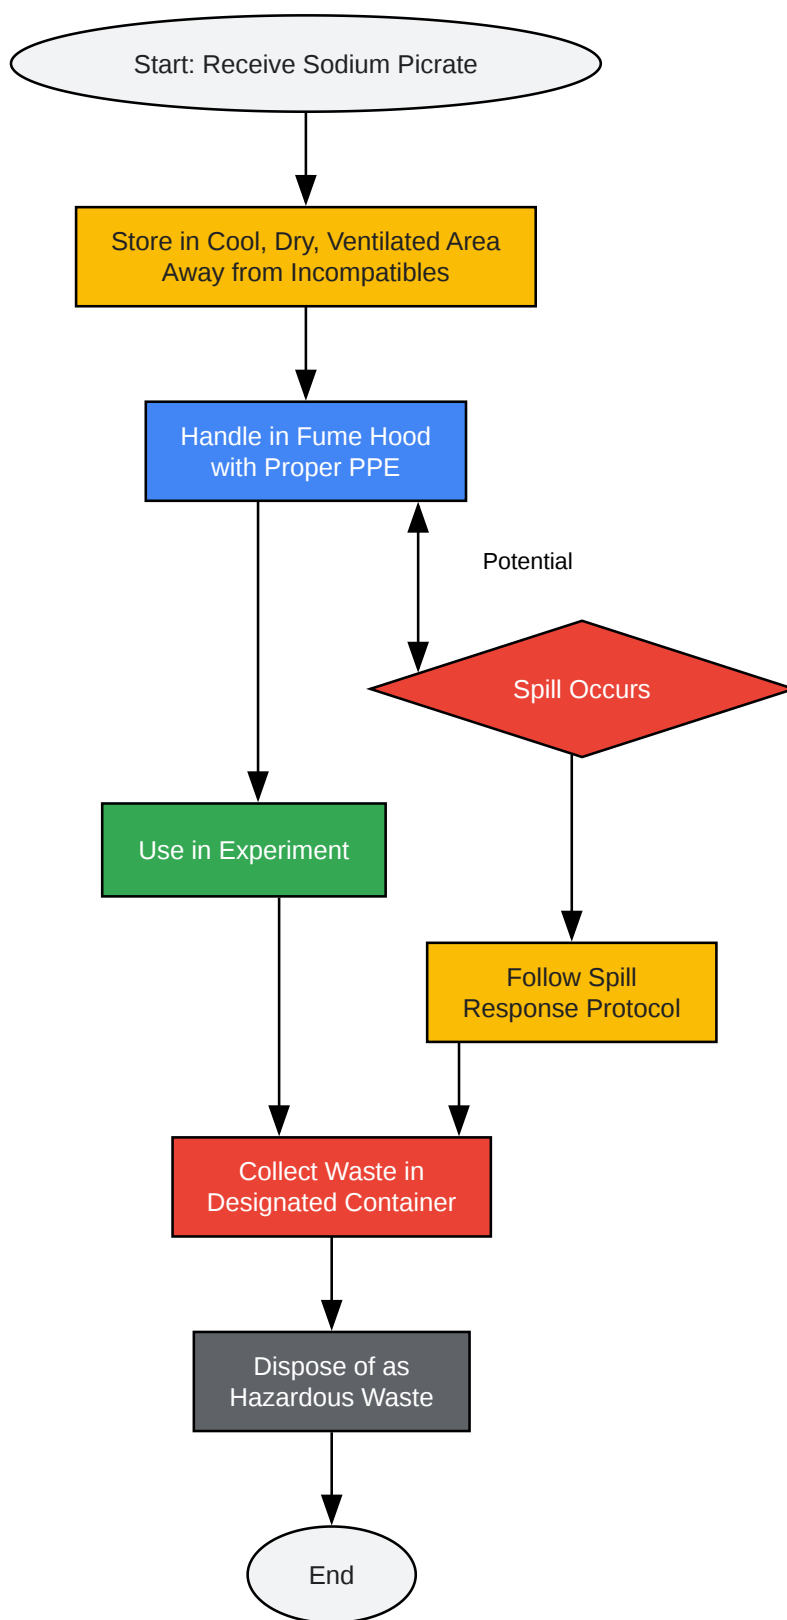 Start: Receive Sodium Picrate
Store in Cool, Dry, Ventilated Area
Away from Incompatibles
Handle in Fume Hood
with Proper PPE
Potential
Spill Occurs
Use in Experiment
Follow Spill
Response Protocol
Collect Waste in
Designated Container
Dispose of as
Hazardous Waste
End